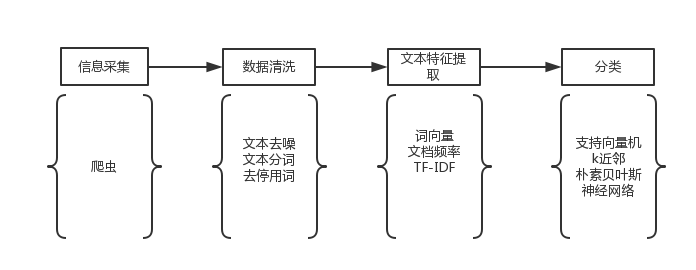 信息采集
数据清洗
文本特征提
取
分类
爬虫
文本去噪
文本分词
去停用词
词向量
文档频率
TF-IDF
支持向量机
k近邻
朴素贝叶斯
神经网络